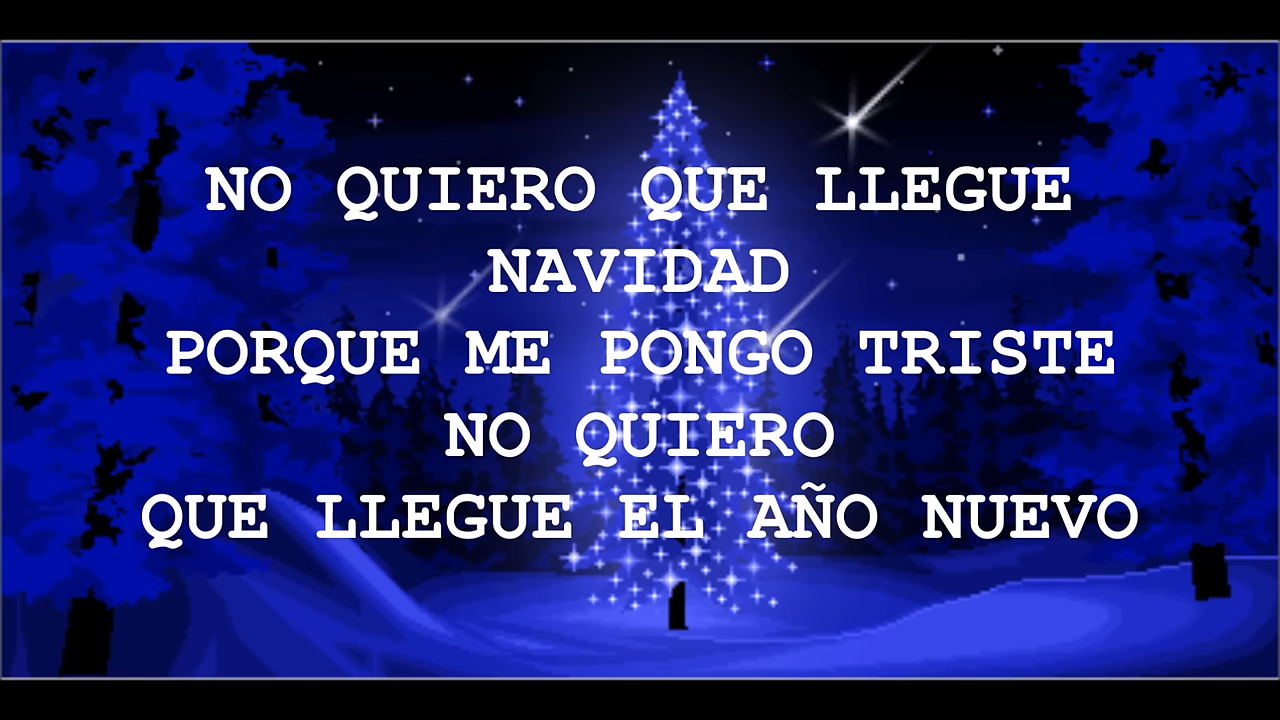 NO QUIERO QUE LLEGUE
NAVIDAD
PORQUE ME PONGO TRISTE
NO QUIERO
QUE LLEGUE EL AÑO NUEVO